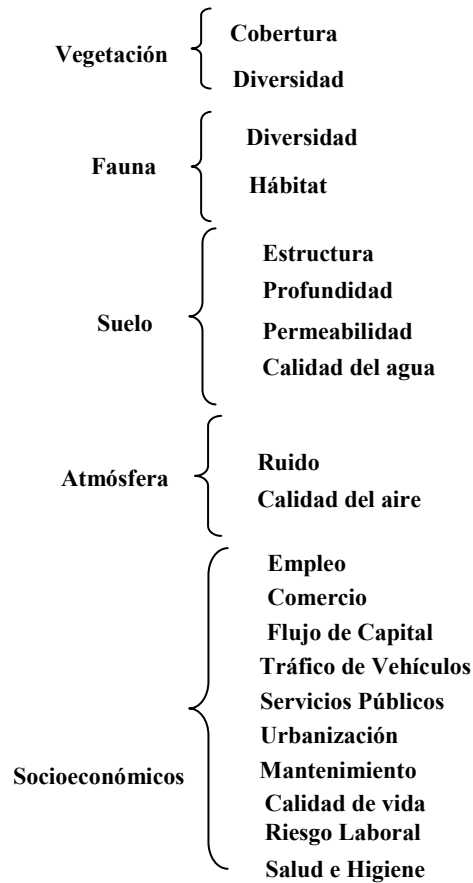 Vegetación
Cobertura
Diversidad
Fauna
Diversidad
Hábitat
Suelo
Estructura
Profundidad
Permeabilidad
Calidad del agua
Atmósfera
Ruido
Calidad del aire
Socioeconómicos
Empleo
Comercio
Flujo de Capital
Tráfico de Vehículos
Servicios Públicos
Urbanización
Mantenimiento
Calidad de vida
Riesgo Laboral
Salud e Higiene